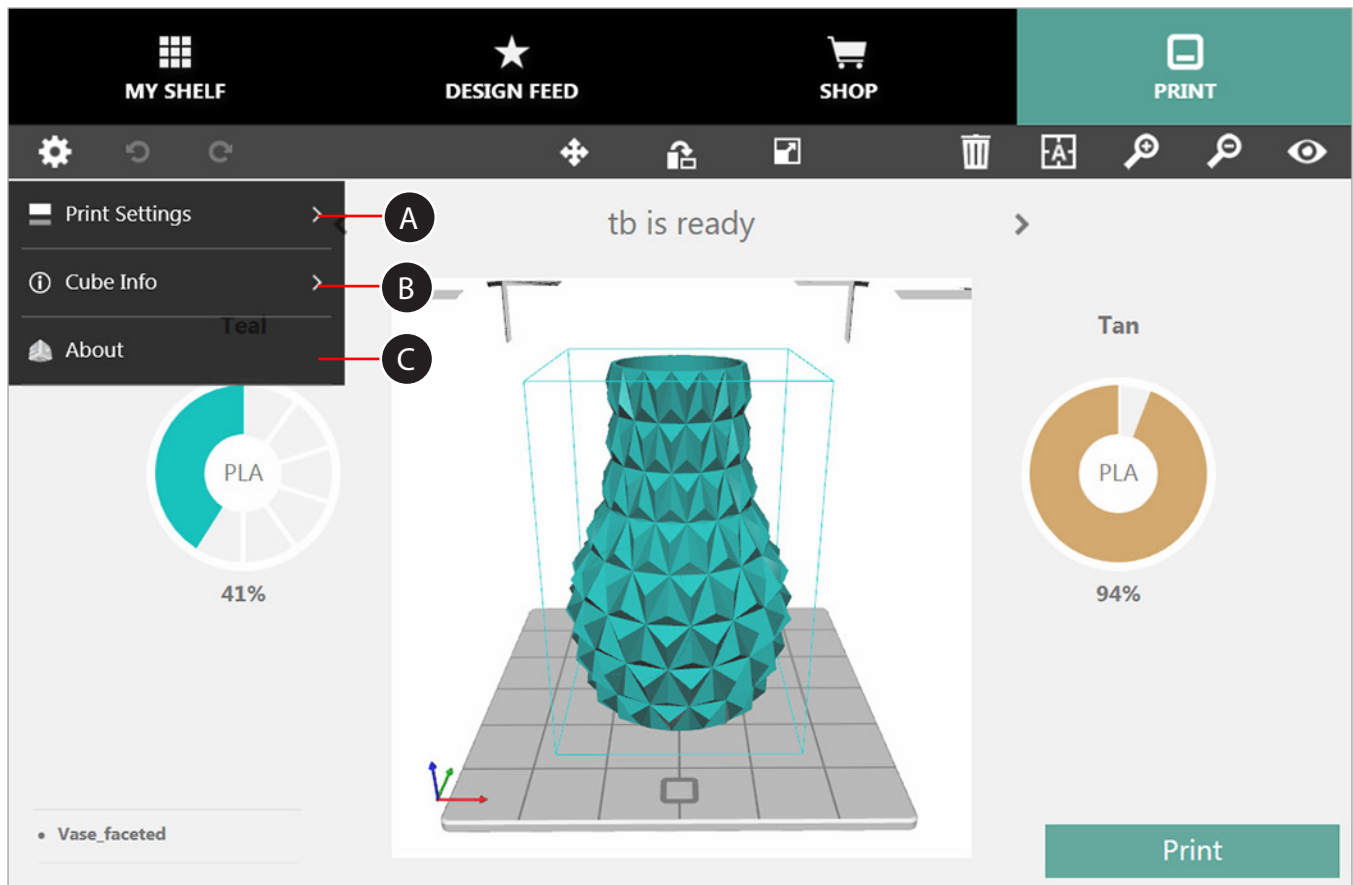 MY SHELF
DESIGN FEED
SHOP
PRINT
A
Print Settings
A
tb is ready
Cube Info
B
Teal
Tan
About
C
PLA
PLA
41%
94%
Vase_faceted
Print